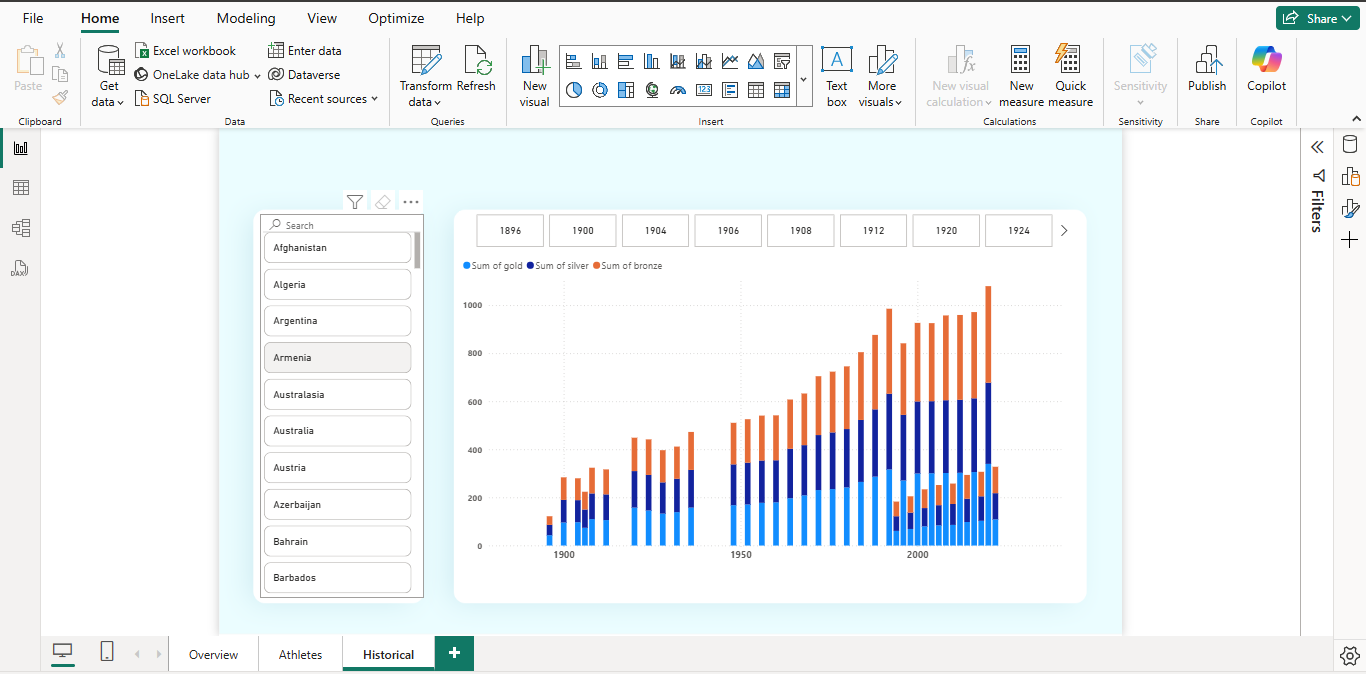 File Home Insert Modeling View Optimize Help Share
Paste
Clipboard
Get
data
Excel workbook
OneLake data hub
SQL Server
Enter data
Dataverse
Recent sources
Data
Transform
data
Refresh
Queries
New
visual
123
A
Text
box
More
visuals
Insert
New visual
calculation
New
measure
Quick
measure
Calculations
Sensitivity
Sensitivity
Publish
Share
Copilot
Copilot
DAX
Search
Afghanistan
Algeria
Argentina
Armenia
Australasia
Australia
Austria
Azerbaijan
Bahrain
Barbados
1896 1900 1904 1906 1908 1912 1920 1924
Sum of gold Sum of silver Sum of bronze
1000
800
600
400
200
0
1900 1950 2000
Filters
Overview Athletes Historical +